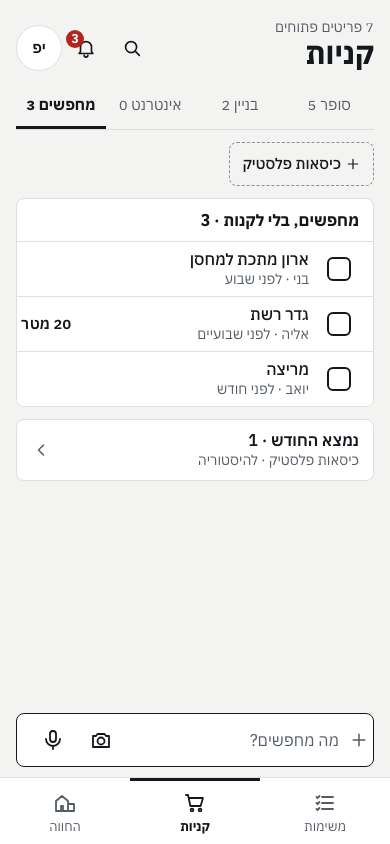 7 פריטים פתוחים
קניות
3
יפ
סופר 5
בניין 2
אינטרנט 0
מחפשים 3
+ כיסאות פלסטיק
מחפשים, בלי לקנות · 3
ארון מתכת למחסן
בני · לפני שבוע
גדר רשת
אליה · לפני שבועיים
20 מטר
מריצה
יואב · לפני חודש
נמצא החודש · 1
כיסאות פלסטיק · להיסטוריה
+ מה מחפשים?
משימות
קניות
החווה